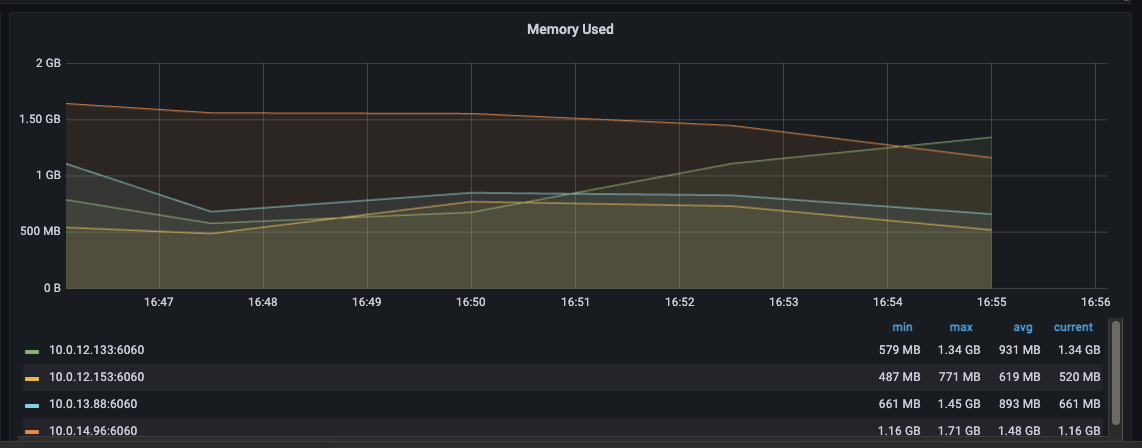 Memory Used
2 GB
1.50 GB
1 GB
500 MB
0 B
16:47 16:48 16:49 16:50 16:51 16:52 16:53 16:54 16:55 16:56
min max avg current
10.0.12.133:6060 579 MB 1.34 GB 931 MB 1.34 GB
10.0.12.153:6060 487 MB 771 MB 619 MB 520 MB
10.0.13.88:6060 661 MB 1.45 GB 893 MB 661 MB
10.0.14.96:6060 1.16 GB 1.71 GB 1.48 GB 1.16 GB